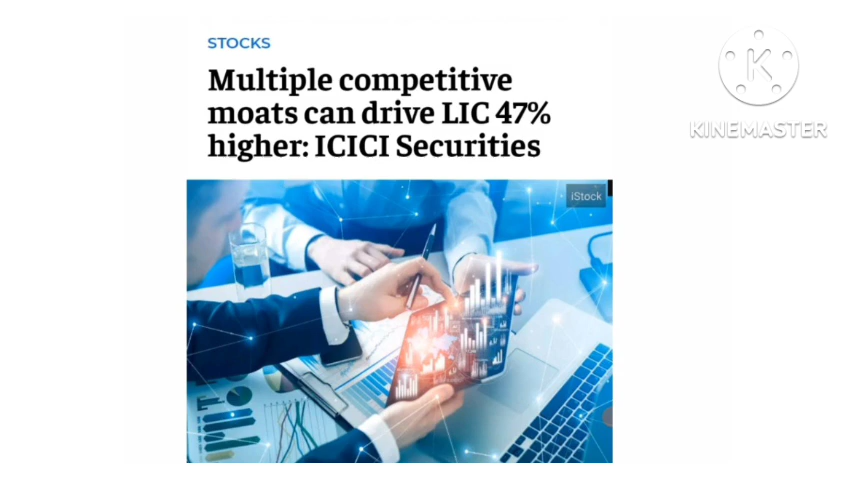 STOCKS
Multiple competitive
moats can drive LIC 47%
higher: ICICI Securities
iStock
K
KINEMASTER